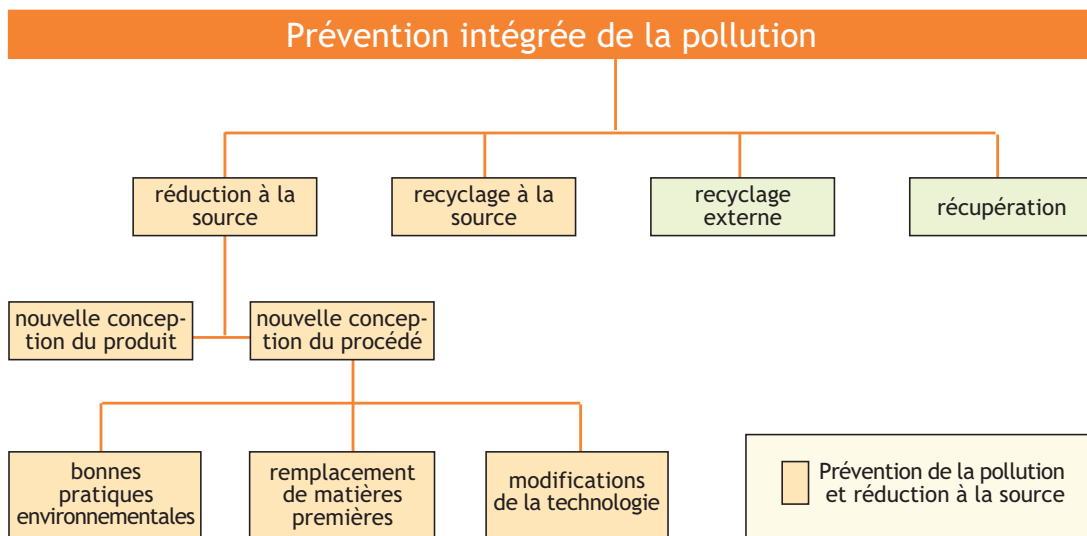 Prévention intégrée de la pollution
réduction à la
source
recyclage à la
source
recyclage
externe
récupération
nouvelle concep-
tion du produit
nouvelle concep-
tion du procédé
bonnes
pratiques
environnementales
remplacement
de matières
premières
modifications
de la technologie
Prévention de la pollution
et réduction à la source